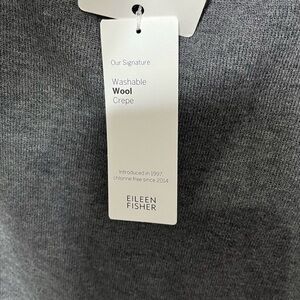 Our Signature
Washable
Wool
Crepe
Introduced in 1997,
chlorine free since 2014
EILEEN
FISHER